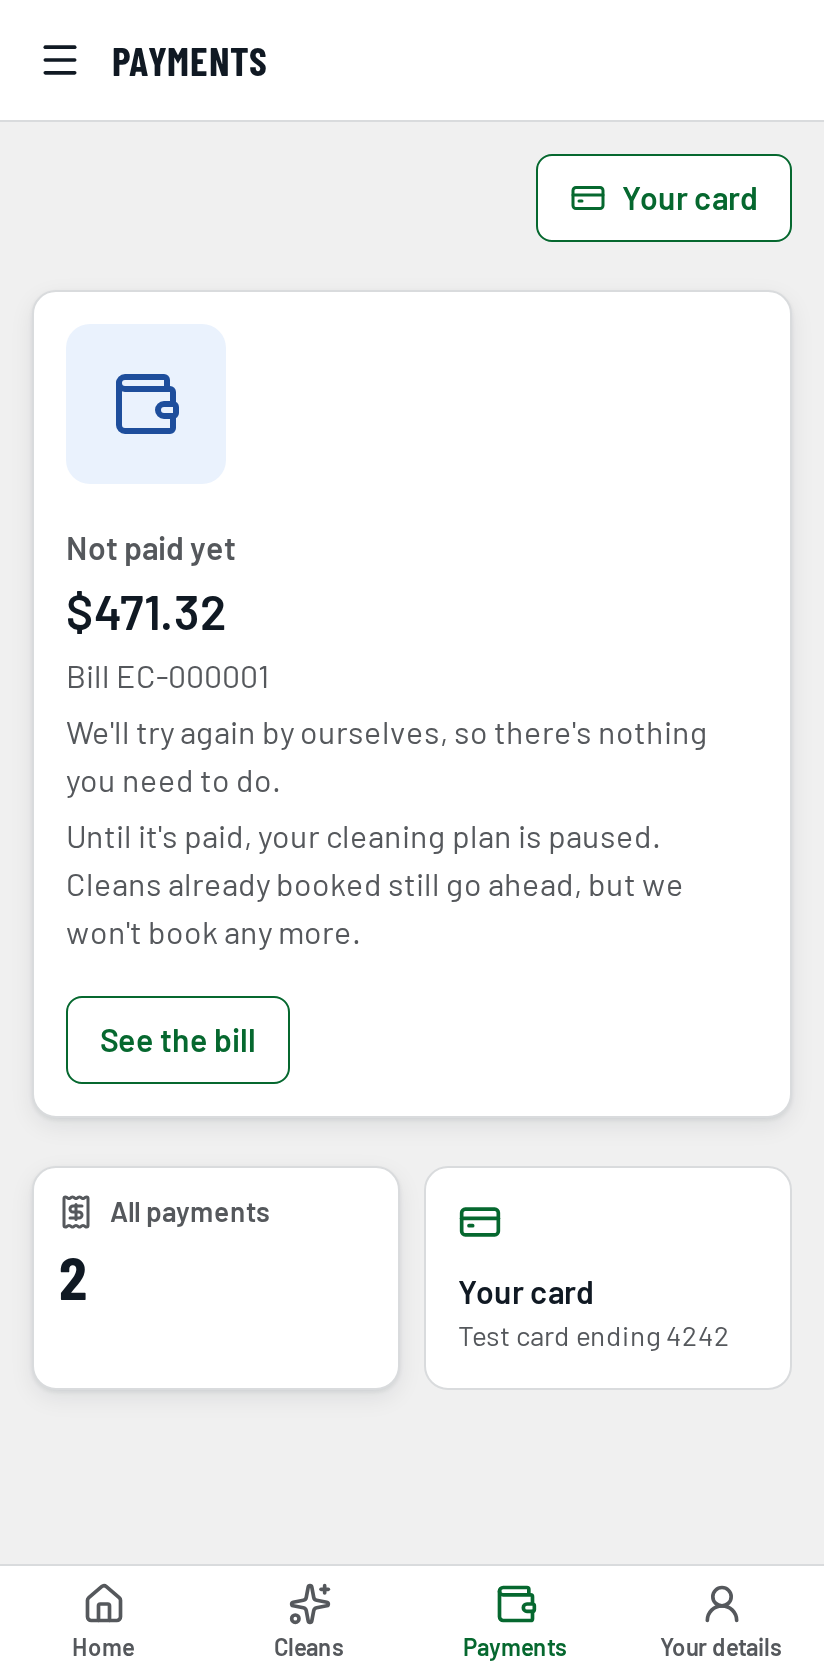 PAYMENTS
Your card
Not paid yet
$471.32
Bill EC-000001
We'll try again by ourselves, so there's nothing
you need to do.
Until it's paid, your cleaning plan is paused.
Cleans already booked still go ahead, but we
won't book any more.
See the bill
All payments
2
Your card
Test card ending 4242
Home
Cleans
Payments
Your details